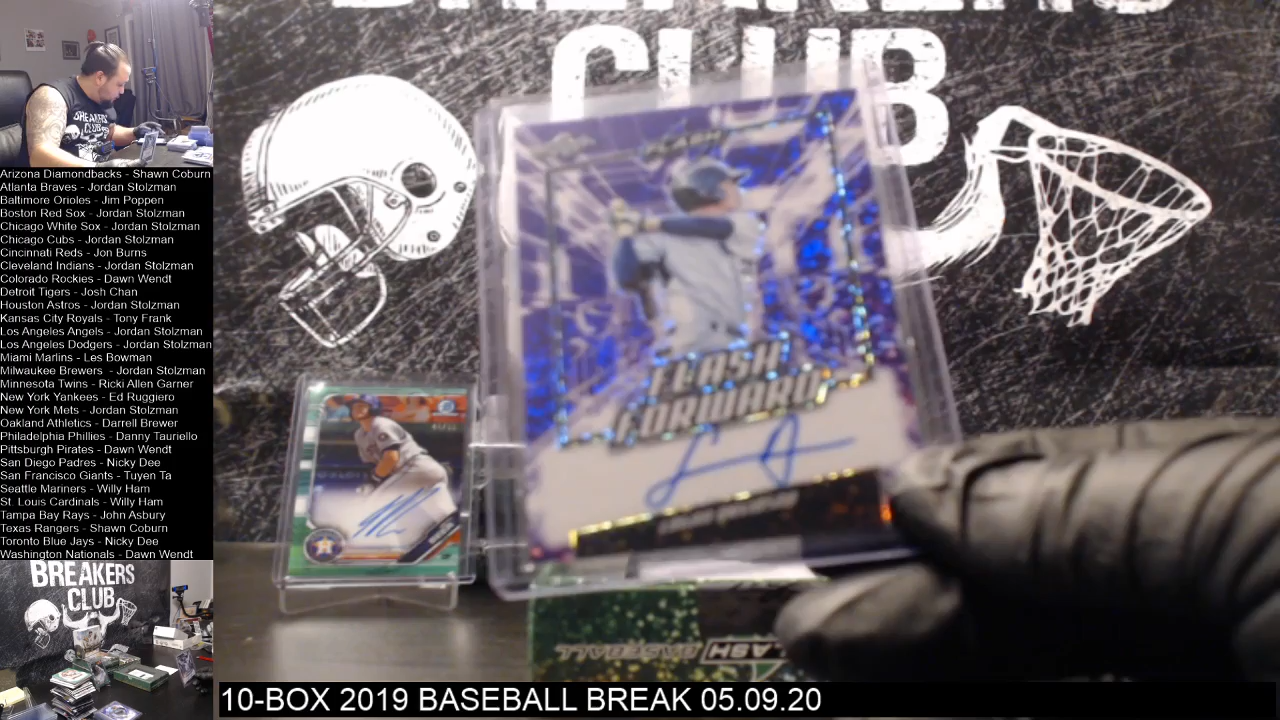 BREAKERS
CLUB
BREAKERS
CLUB
Arizona Diamondbacks - Shawn Coburn
Atlanta Braves - Jordan Stolzman
Baltimore Orioles - Jim Poppen
Boston Red Sox - Jordan Stolzman
Chicago White Sox - Jordan Stolzman
Chicago Cubs - Jordan Stolzman
Cincinnati Reds - Jon Burns
Cleveland Indians - Jordan Stolzman
Colorado Rockies - Dawn Wendt
Detroit Tigers - Josh Chan
Houston Astros - Jordan Stolzman
Kansas City Royals - Tony Frank
Los Angeles Angels - Jordan Stolzman
Los Angeles Dodgers - Jordan Stolzman
Miami Marlins - Les Bowman
Milwaukee Brewers - Jordan Stolzman
Minnesota Twins - Ricki Allen Garner
New York Yankees - Ed Ruggiero
New York Mets - Jordan Stolzman
Oakland Athletics - Darrell Brewer
Philadelphia Phillies - Danny Tauriello
Pittsburgh Pirates - Dawn Wendt
San Diego Padres - Nicky Dee
San Francisco Giants - Tuyen Ta
Seattle Mariners - Willy Ham
St. Louis Cardinals - Willy Ham
Tampa Bay Rays - John Asbury
Texas Rangers - Shawn Coburn
Toronto Blue Jays - Nicky Dee
Washington Nationals - Dawn Wendt
FLASH
FORWARD
BREAKERS
CLUB
BASEBALL
10-BOX 2019 BASEBALL BREAK 05.09.20